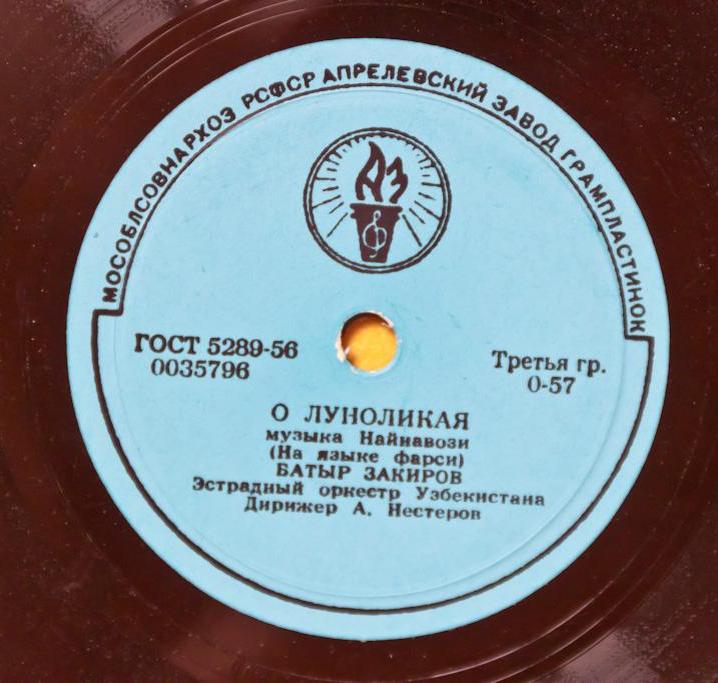 МОСОБЛСОВНАРХОЗ РСФСР АПРЕЛЕВСКИЙ ЗАВОД ГРАМПЛАСТИНОК
АЗ
ГОСТ 5289-56
0035796
Третья гр.
0-57
О ЛУНОЛИКАЯ
музыка Найнавози
(На языке фарси)
БАТЫР ЗАКИРОВ
Эстрадный оркестр Узбекистана
Дирижер А. Нестеров